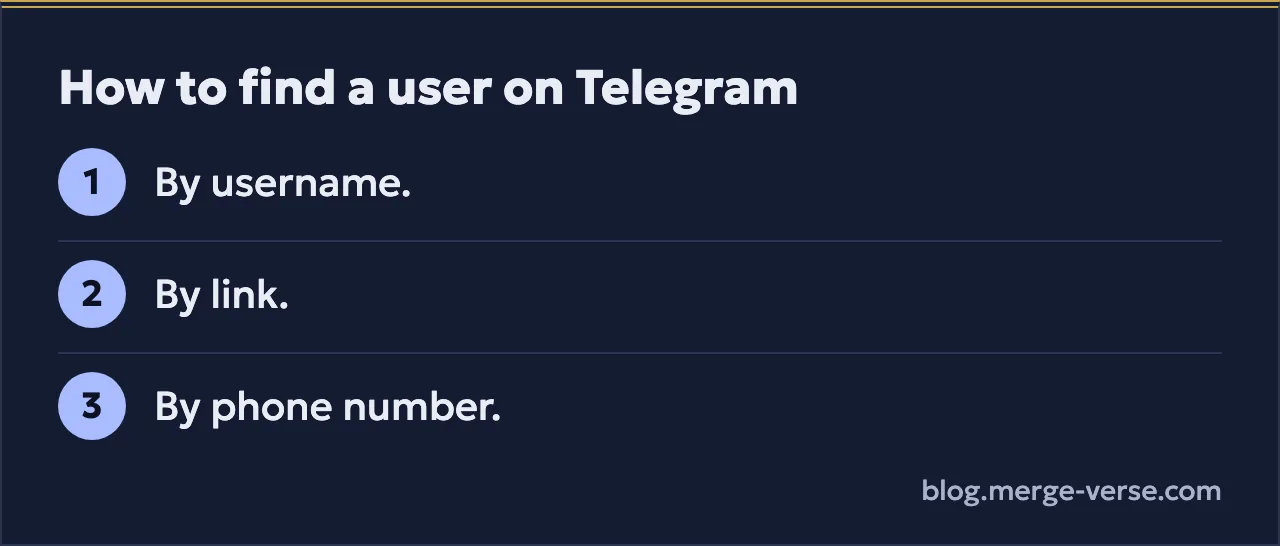 How to find a user on Telegram
1 By username.
2 By link.
3 By phone number.
blog.merge-verse.com